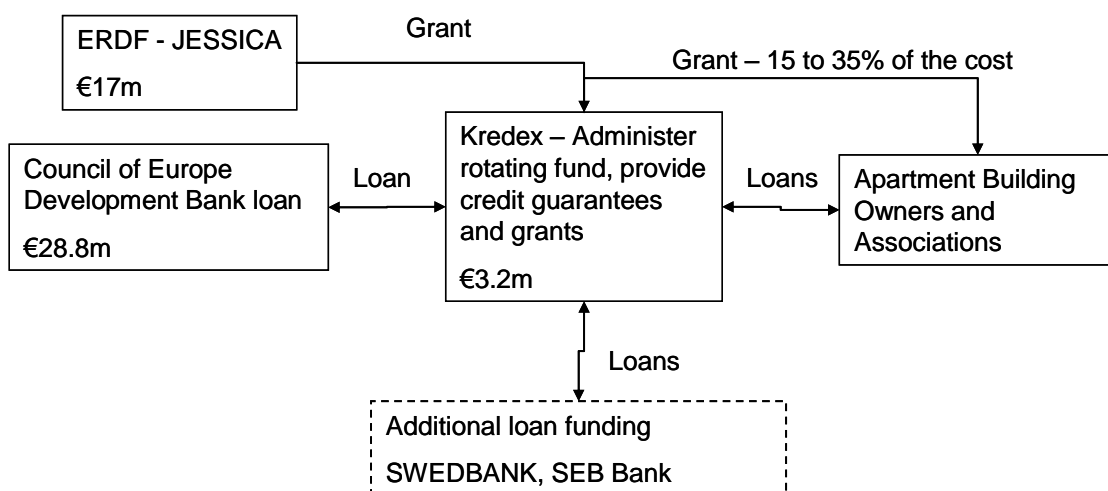 ERDF - JESSICA
€17m
Grant
Grant – 15 to 35% of the cost
Council of Europe
Development Bank loan
€28.8m
Loan
Kredex – Administer
rotating fund, provide
credit guarantees
and grants
€3.2m
Loans
Apartment Building
Owners and
Associations
Loans
Additional loan funding
SWEDBANK, SEB Bank